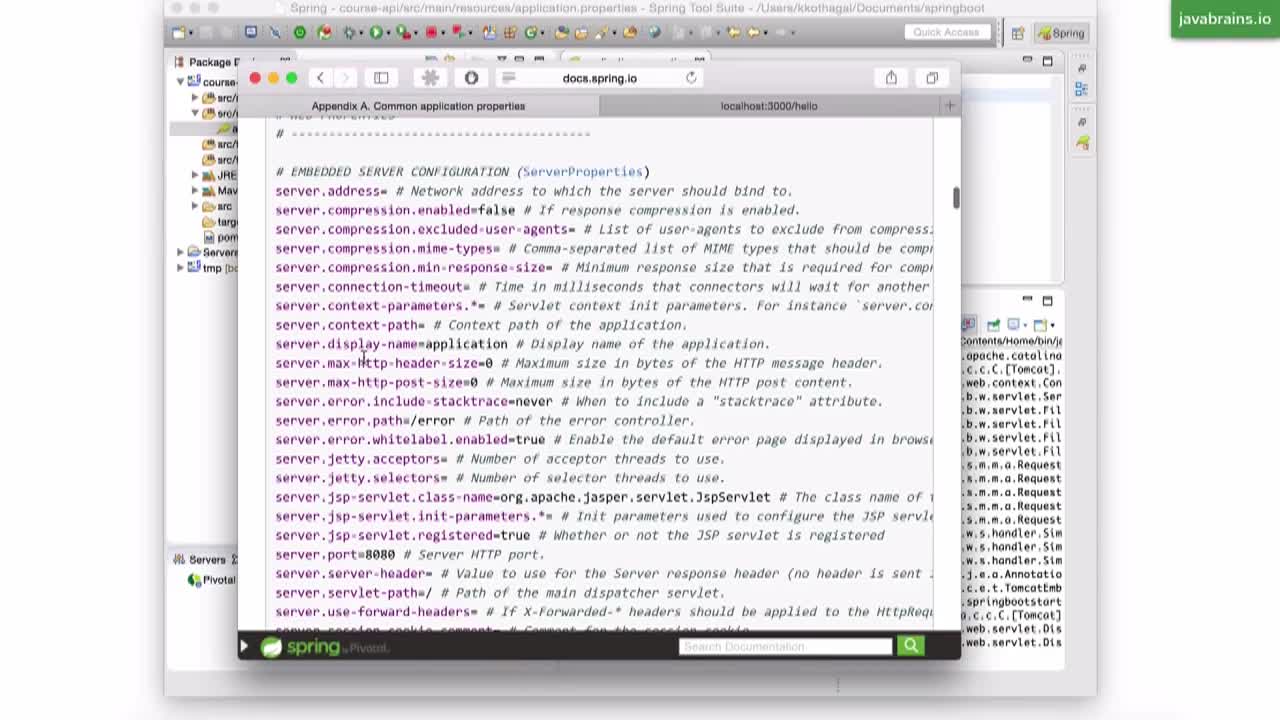 Spring - course-api/src/main/resources/application.properties - Spring Tool Suite - /Users/kkothagal/Documents/springboot
javabrains.io
Quick Access
Spring
Package
docs.spring.io
Appendix A. Common application properties
localhost:3000/hello
# WEB PROPERTIES
# ----------------------------------------
# EMBEDDED SERVER CONFIGURATION (ServerProperties)
server.address= # Network address to which the server should bind to.
server.compression.enabled=false # If response compression is enabled.
server.compression.excluded-user-agents= # List of user-agents to exclude from compressi
server.compression.mime-types= # Comma-separated list of MIME types that should be compr
server.compression.min-response-size= # Minimum response size that is required for compr
server.connection-timeout= # Time in milliseconds that connectors will wait for another
server.context-parameters.*= # Servlet context init parameters. For instance `server.con
server.context-path= # Context path of the application.
server.display-name=application # Display name of the application.
server.max-http-header-size=0 # Maximum size in bytes of the HTTP message header.
server.max-http-post-size=0 # Maximum size in bytes of the HTTP post content.
server.error.include-stacktrace=never # When to include a "stacktrace" attribute.
server.error.path=/error # Path of the error controller.
server.error.whitelabel.enabled=true # Enable the default error page displayed in browse
server.jetty.acceptors= # Number of acceptor threads to use.
server.jetty.selectors= # Number of selector threads to use.
server.jsp-servlet.class-name=org.apache.jasper.servlet.JspServlet # The class name of t
server.jsp-servlet.init-parameters.*= # Init parameters used to configure the JSP servle
server.jsp-servlet.registered=true # Whether or not the JSP servlet is registered
server.port=8080 # Server HTTP port.
server.server-header= # Value to use for the Server response header (no header is sent i
server.servlet-path=/ # Path of the main dispatcher servlet.
server.use-forward-headers= # If X-Forwarded-* headers should be applied to the HttpRequ
server.session.cookie.comment= # Comment for the session cookie.
spring by Pivotal.
Search Documentation
course-
src/
src/
src/
src/
JRE
Mav
src
targ
pom
Servers
tmp [bo
Servers
Pivotal
Contents/Home/bin/ja
.apache.catalina
.c.c.C.[Tomcat].
.web.context.Con
.b.w.servlet.Ser
.b.w.servlet.Fil
.b.w.servlet.Fil
.b.w.servlet.Fil
.b.w.servlet.Fil
.s.m.m.a.Request
.s.m.m.a.Request
.s.m.m.a.Request
.s.m.m.a.Request
.w.s.handler.Sim
.w.s.handler.Sim
.w.s.handler.Sim
.j.e.a.Annotatio
.c.e.t.TomcatEmb
.springbootstart
.c.c.C.[Tomcat].
.web.servlet.Dis
.web.servlet.Dis